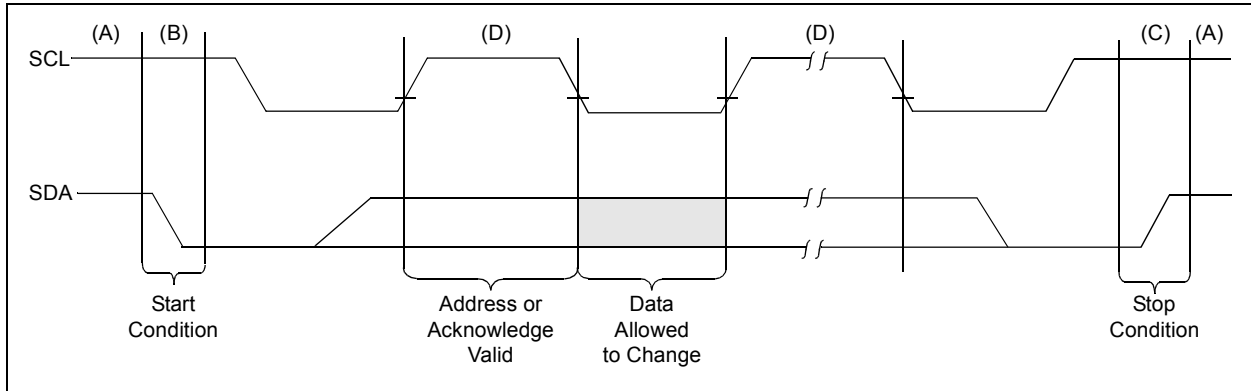 (A) (B) (D) (D) (C) (A)
SCL
SDA
Start
Condition
Address or
Acknowledge
Valid
Data
Allowed
to Change
Stop
Condition